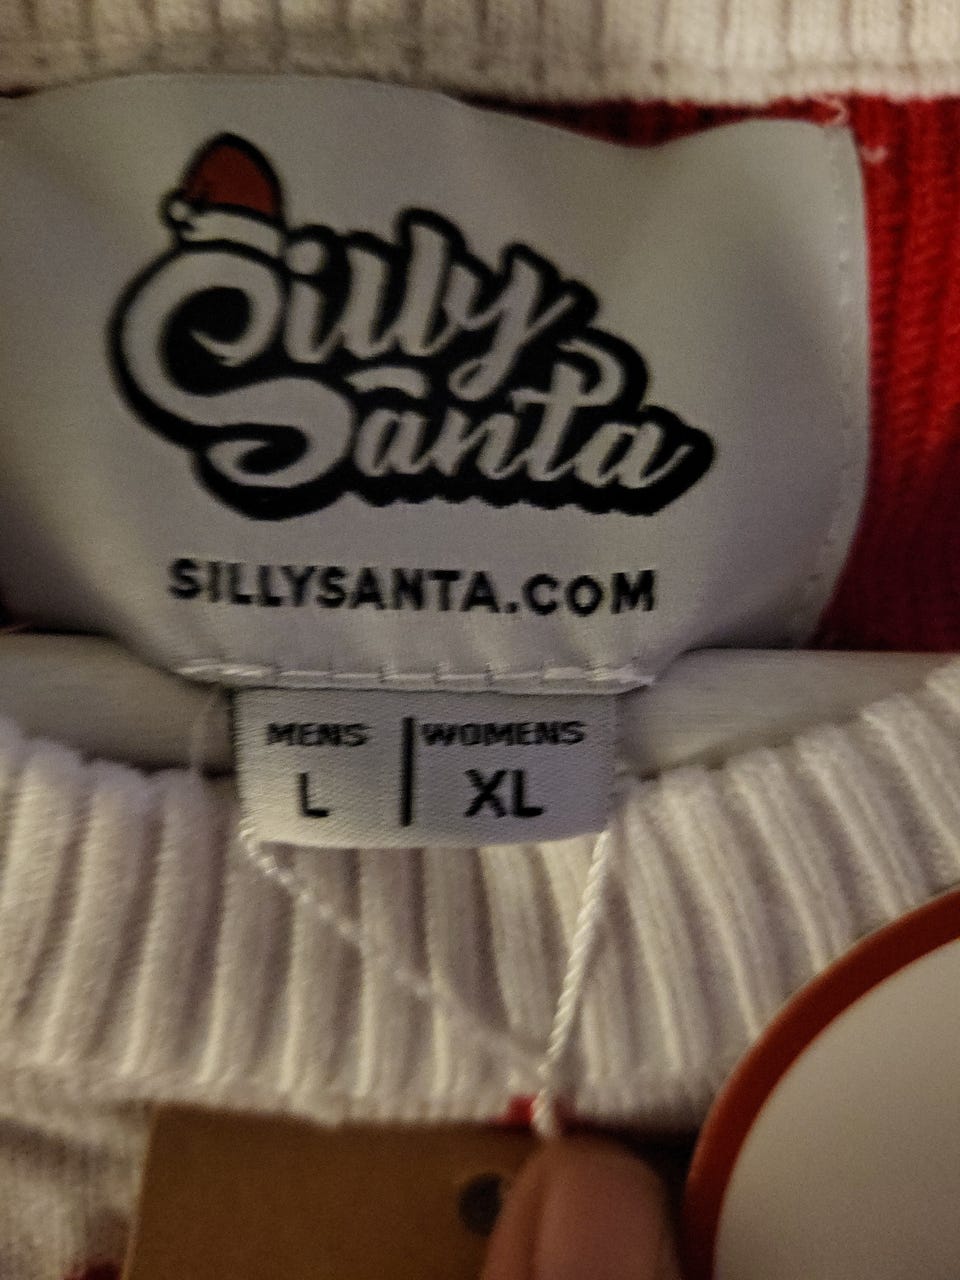 Silly
Santa
SILLYSANTA.COM
MENS | WOMENS
L | XL